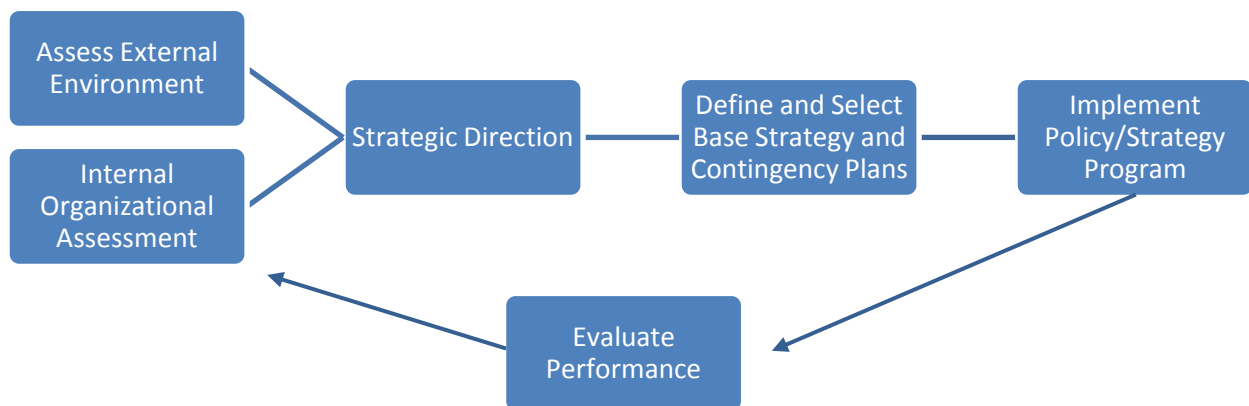 Assess External
Environment
Internal
Organizational
Assessment
Strategic Direction
Define and Select
Base Strategy and
Contingency Plans
Implement
Policy/Strategy
Program
Evaluate
Performance